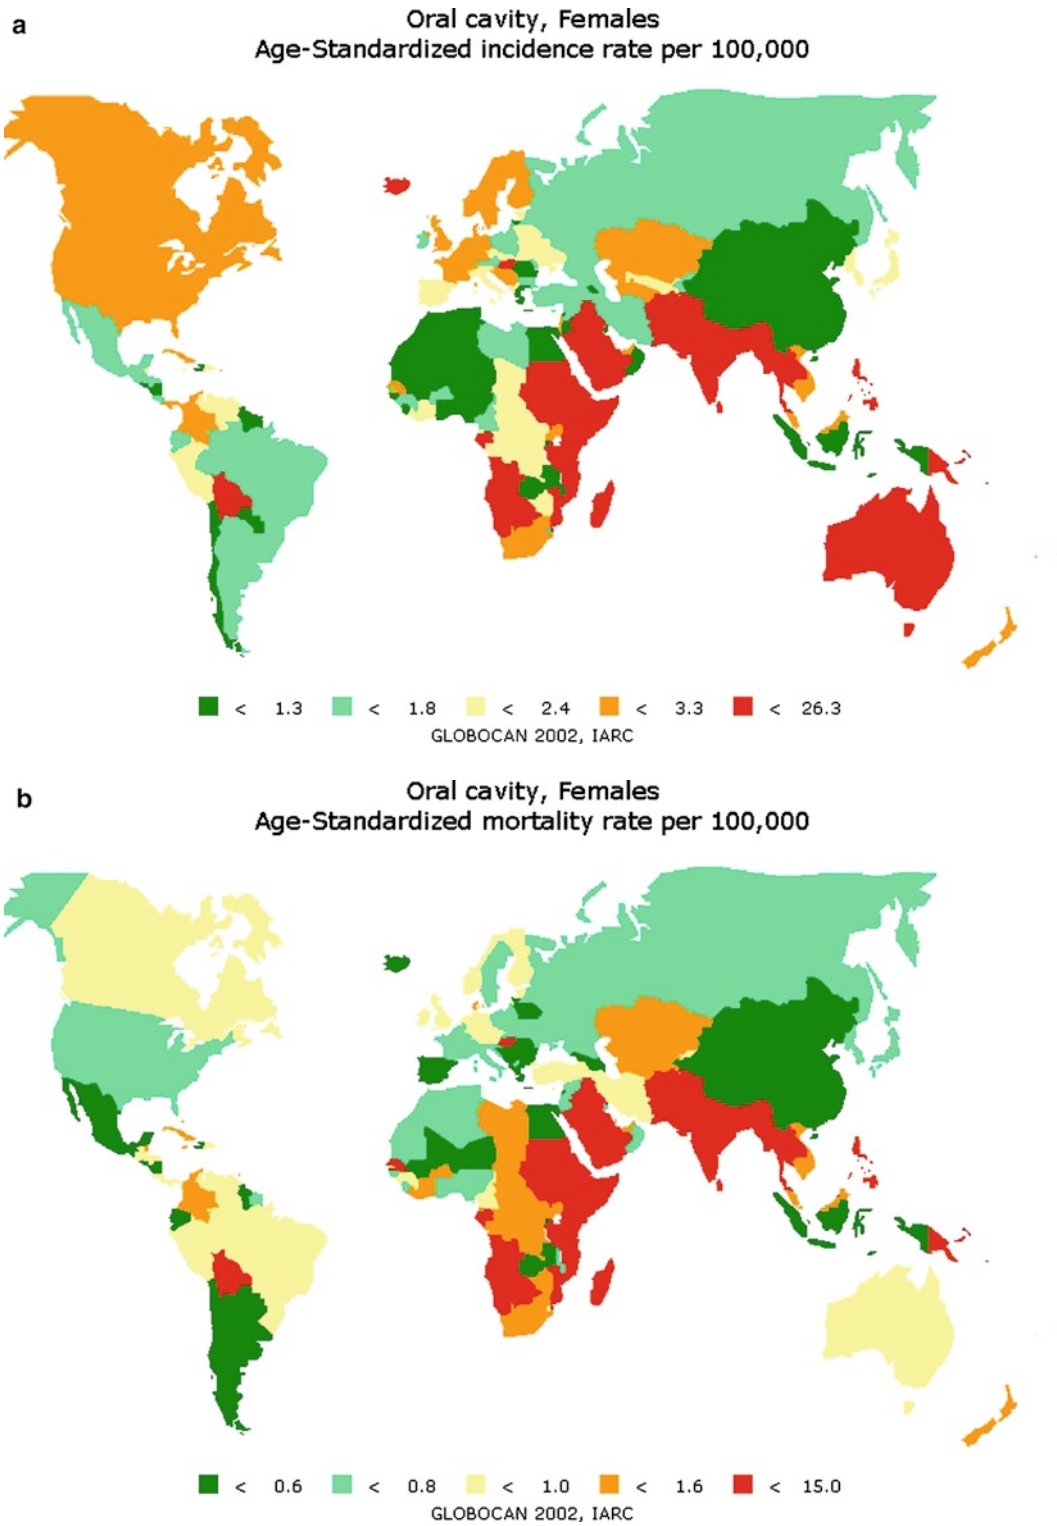 a
Oral cavity, Females
Age-Standardized incidence rate per 100,000
< 1.3 < 1.8 < 2.4 < 3.3 < 26.3
GLOBOCAN 2002, IARC
b
Oral cavity, Females
Age-Standardized mortality rate per 100,000
< 0.6 < 0.8 < 1.0 < 1.6 < 15.0
GLOBOCAN 2002, IARC